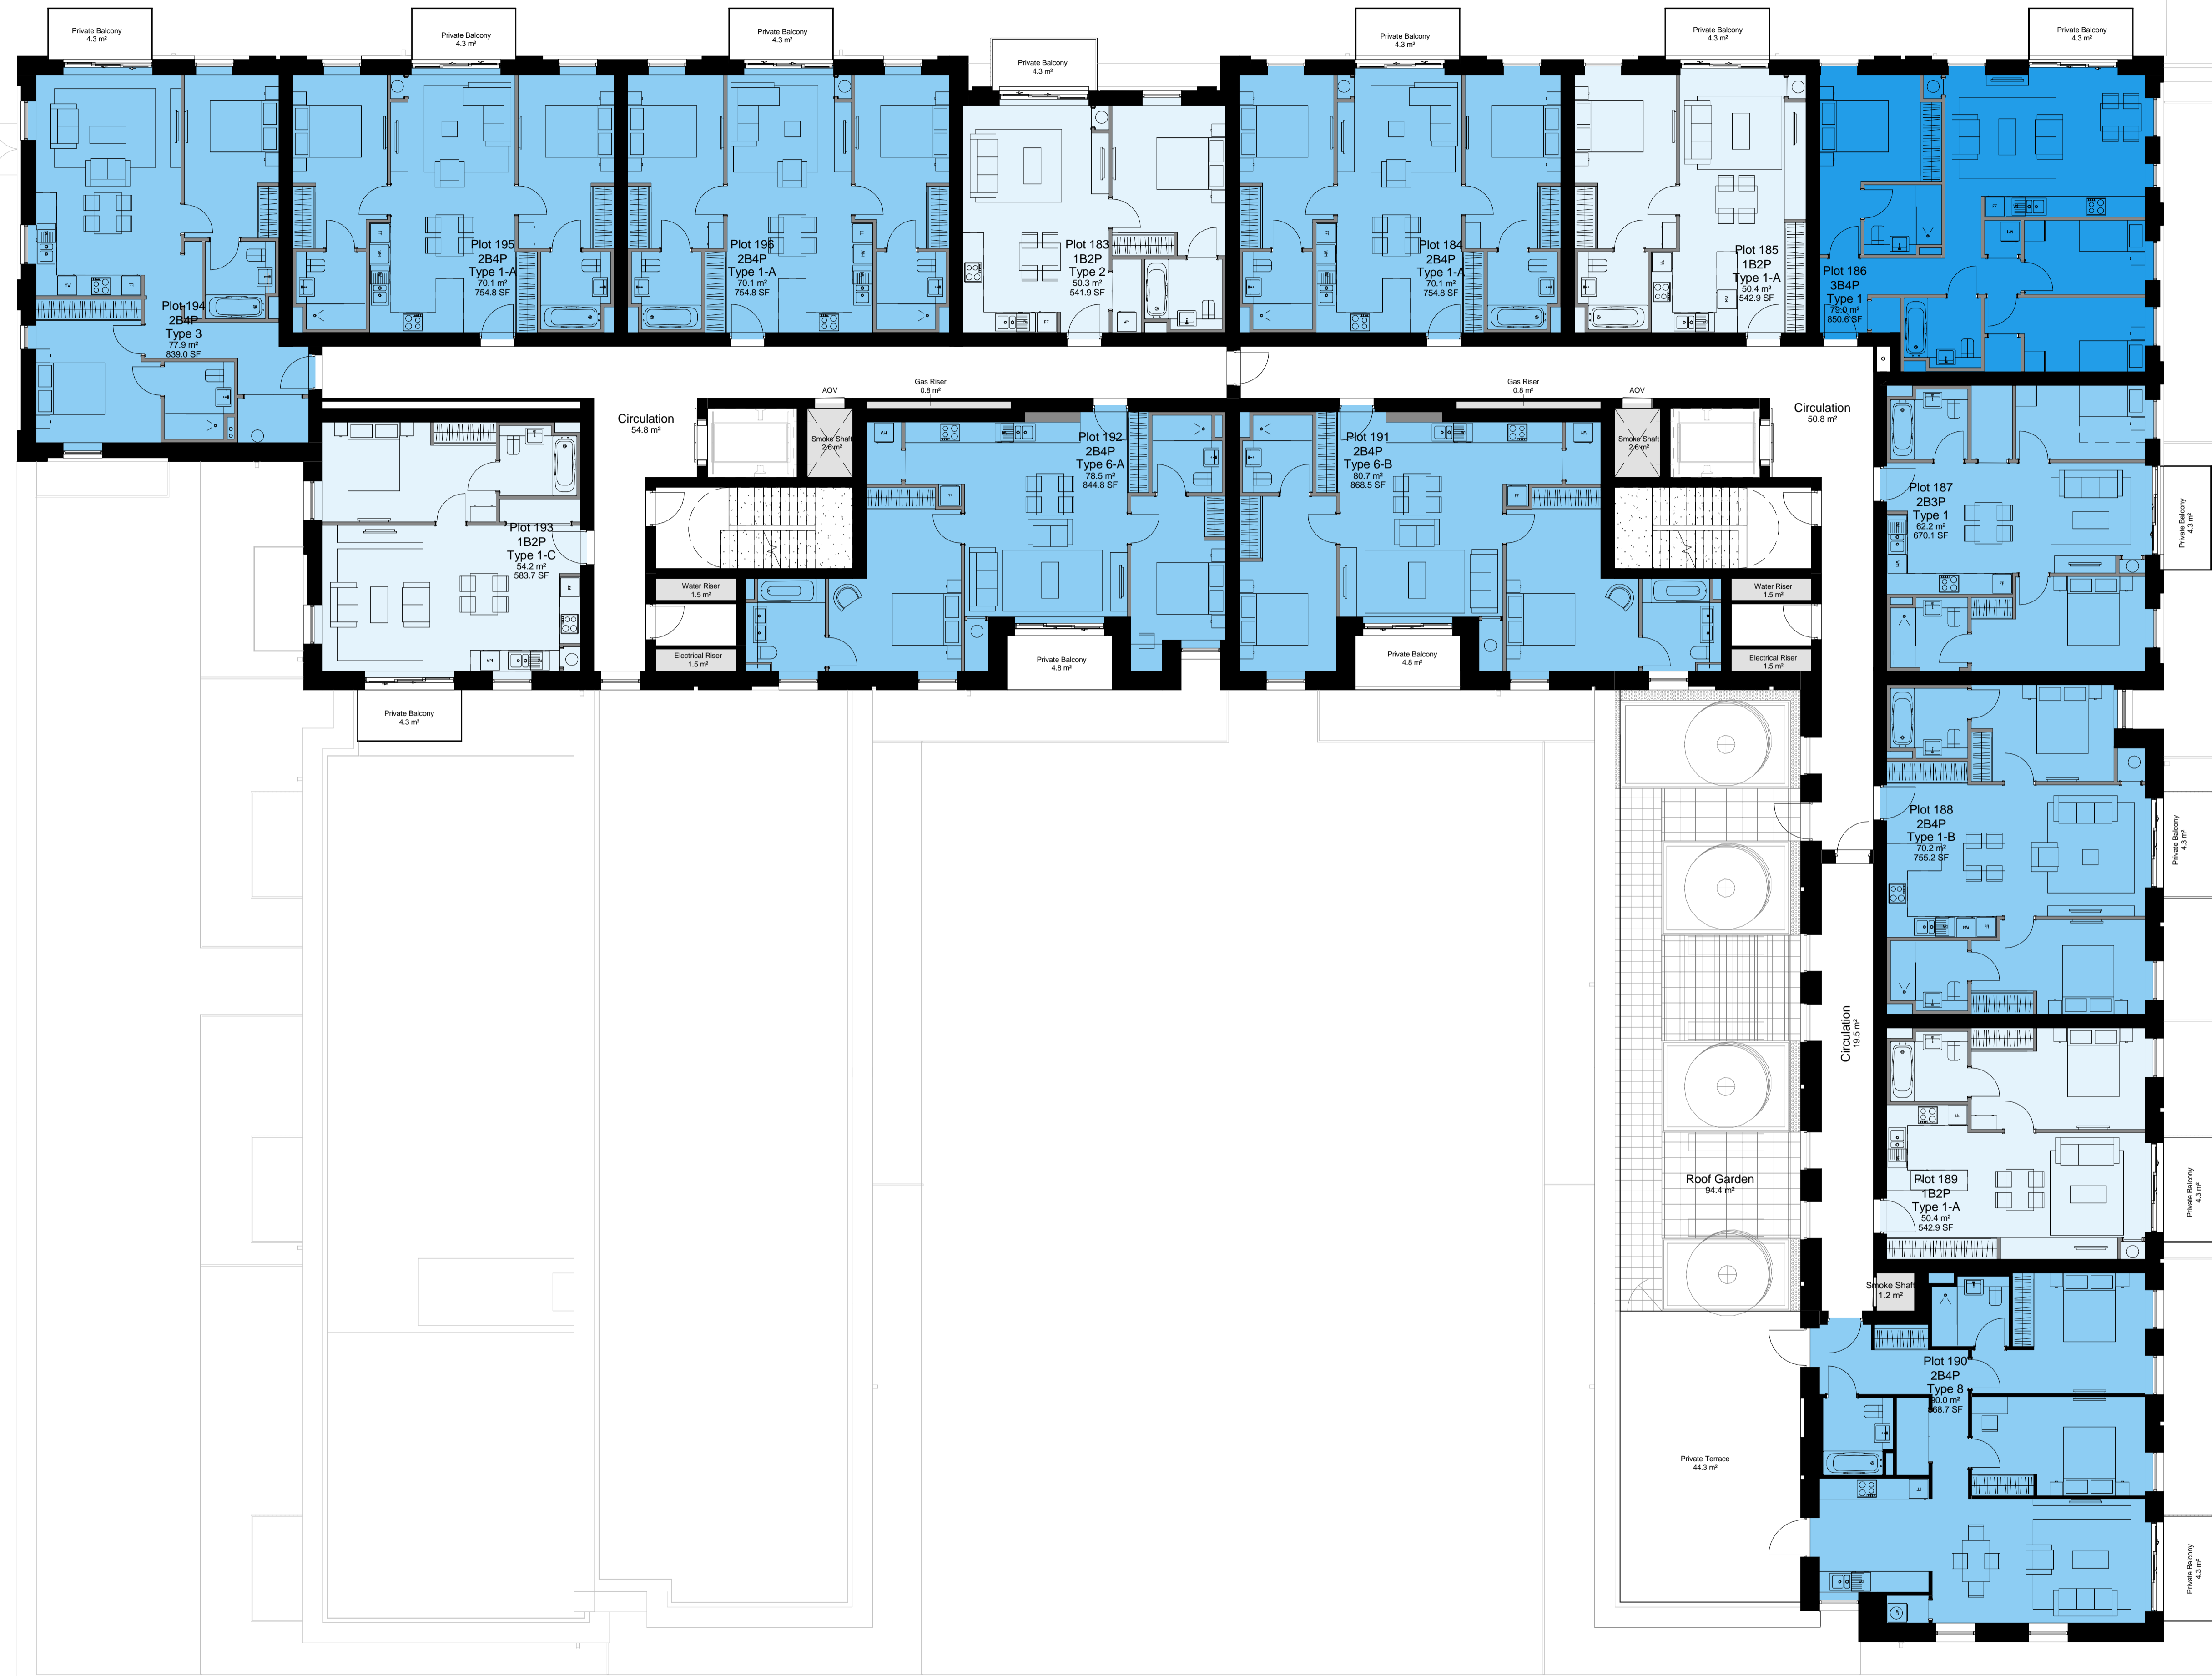 Private Balcony
4.3 m²
Private Balcony
4.3 m²
Private Balcony
4.3 m²
Private Balcony
4.3 m²
Private Balcony
4.3 m²
Private Balcony
4.3 m²
Private Balcony
4.3 m²
Plot 194
2B4P
Type 3
77.9 m²
839.0 SF
Plot 195
2B4P
Type 1-A
70.1 m²
754.8 SF
Plot 196
2B4P
Type 1-A
70.1 m²
754.8 SF
Plot 183
1B2P
Type 2
50.3 m²
541.9 SF
Plot 184
2B4P
Type 1-A
70.1 m²
754.8 SF
Plot 185
1B2P
Type 1-A
50.4 m²
542.9 SF
Plot 186
3B4P
Type 1
79.0 m²
850.6 SF
AOV
Gas Riser
0.8 m²
Gas Riser
0.8 m²
AOV
Circulation
54.8 m²
Smoke Shaft
2.6 m²
Plot 192
2B4P
Type 6-A
78.5 m²
844.8 SF
Plot 191
2B4P
Type 6-B
80.7 m²
868.5 SF
Smoke Shaft
2.6 m²
Circulation
50.8 m²
Plot 193
1B2P
Type 1-C
54.2 m²
583.7 SF
Plot 187
2B3P
Type 1
62.2 m²
670.1 SF
Private Balcony
4.3 m²
Water Riser
1.5 m²
Electrical Riser
1.5 m²
Private Balcony
4.8 m²
Private Balcony
4.8 m²
Water Riser
1.5 m²
Electrical Riser
1.5 m²
Private Balcony
4.3 m²
Plot 188
2B4P
Type 1-B
70.2 m²
755.2 SF
Private Balcony
4.3 m²
Circulation
19.5 m²
Roof Garden
94.4 m²
Plot 189
1B2P
Type 1-A
50.4 m²
542.9 SF
Private Balcony
4.3 m²
Smoke Shaft
1.2 m²
Plot 190
2B4P
Type 8
90.0 m²
968.7 SF
Private Terrace
44.3 m²
Private Balcony
4.3 m²